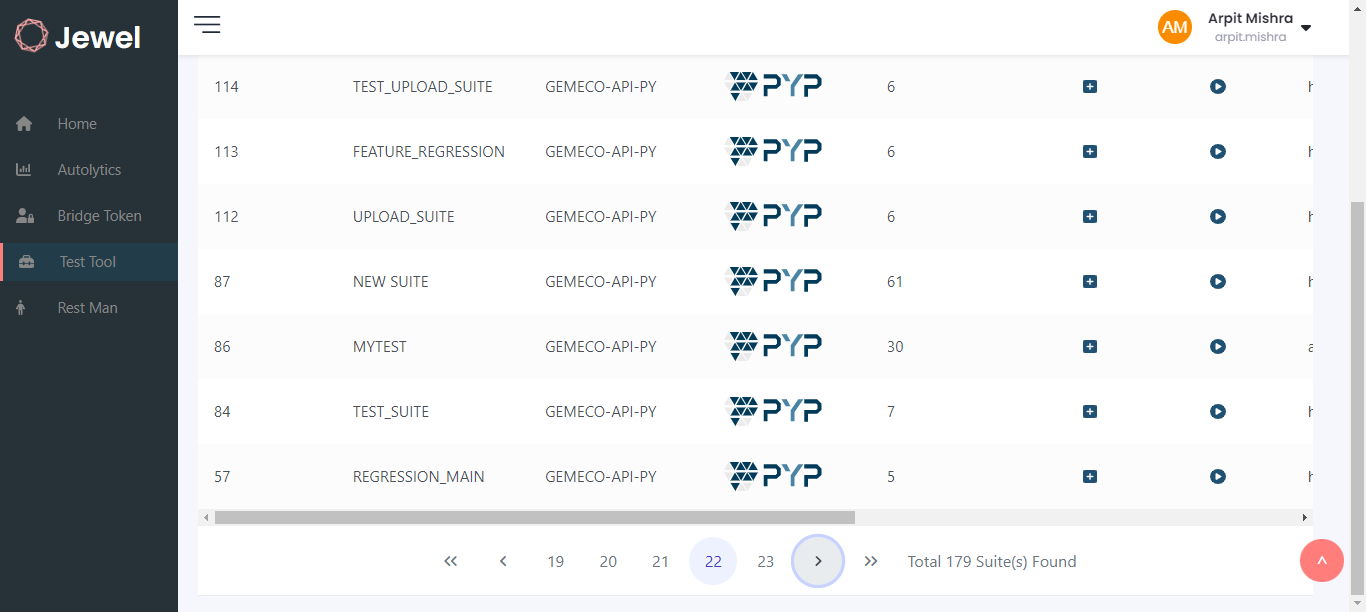 Jewel
Arpit Mishra
AM
arpit.mishra
Home
Autolytics
Bridge Token
Test Tool
Rest Man
114 TEST_UPLOAD_SUITE GEMECO-API-PY PYP 6
113 FEATURE_REGRESSION GEMECO-API-PY PYP 6
112 UPLOAD_SUITE GEMECO-API-PY PYP 6
87 NEW SUITE GEMECO-API-PY PYP 61
86 MYTEST GEMECO-API-PY PYP 30
84 TEST_SUITE GEMECO-API-PY PYP 7
57 REGRESSION_MAIN GEMECO-API-PY PYP 5
19 20 21 22 23 Total 179 Suite(s) Found